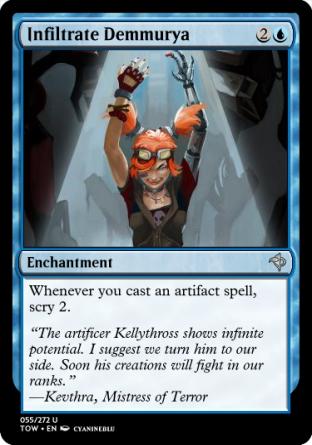 Infiltrate Demmurya 2
Enchantment
Whenever you cast an artifact spell,
scry 2.
“The artificer Kellythross shows infinite
potential. I suggest we turn him to our
side. Soon his creations will fight in our
ranks.”
—Kevthra, Mistress of Terror
055/272 U
TOW • EN CYANINEBLU